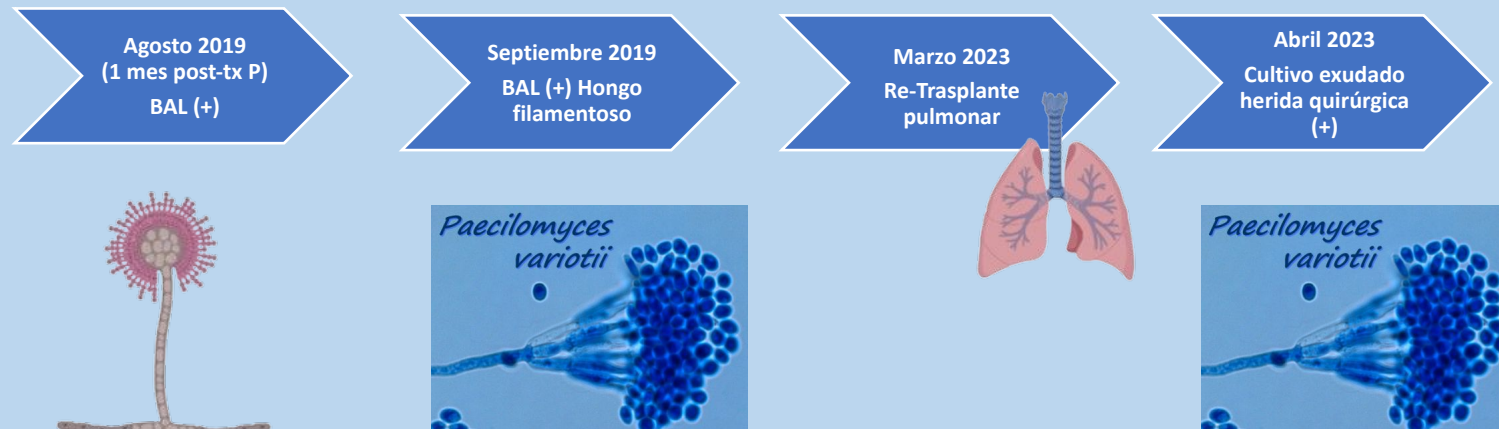 Agosto 2019
(1 mes post-tx P)
BAL (+)
Septiembre 2019
BAL (+) Hongo
filamentoso
Marzo 2023
Re-Trasplante
pulmonar
Abril 2023
Cultivo exudado
herida quirúrgica
(+)
Paecilomyces
variotii
Paecilomyces
variotii